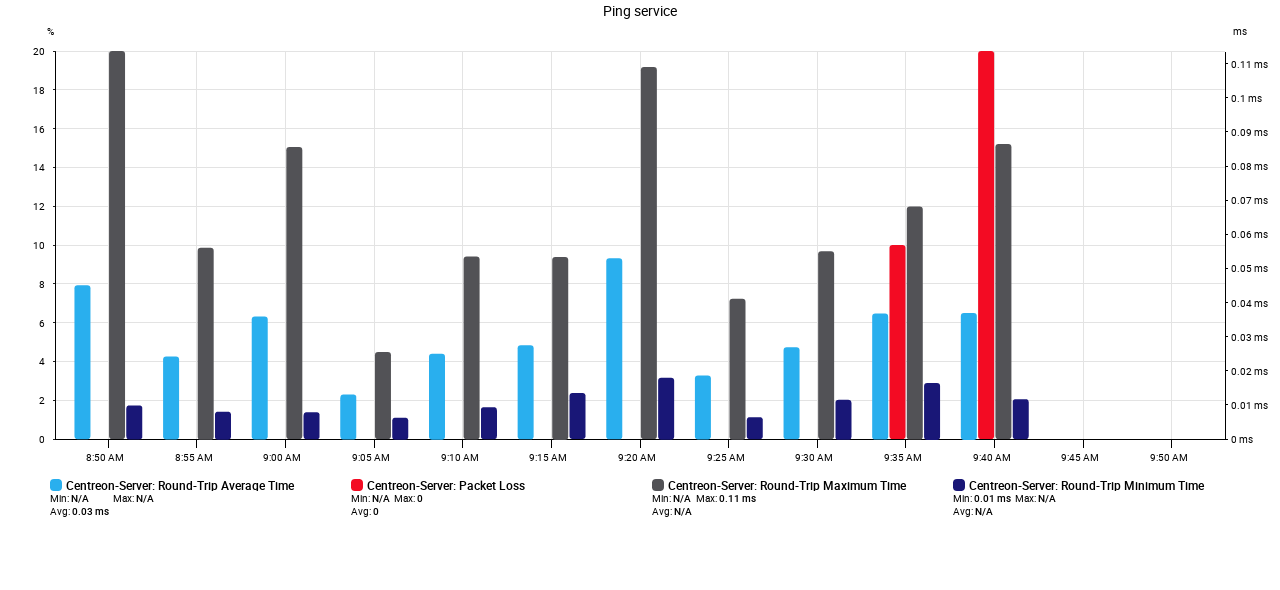 Ping service
% ms
20
18
16
14
12
10
8
6
4
2
0
0.11 ms
0.1 ms
0.09 ms
0.08 ms
0.07 ms
0.06 ms
0.05 ms
0.04 ms
0.03 ms
0.02 ms
0.01 ms
0 ms
8:50 AM 8:55 AM 9:00 AM 9:05 AM 9:10 AM 9:15 AM 9:20 AM 9:25 AM 9:30 AM 9:35 AM 9:40 AM 9:45 AM 9:50 AM
Centreon-Server: Round-Trip Average Time
Min: N/A Max: N/A
Avg: 0.03 ms
Centreon-Server: Packet Loss
Min: N/A Max: 0
Avg: 0
Centreon-Server: Round-Trip Maximum Time
Min: N/A Max: 0.11 ms
Avg: N/A
Centreon-Server: Round-Trip Minimum Time
Min: 0.01 ms Max: N/A
Avg: N/A